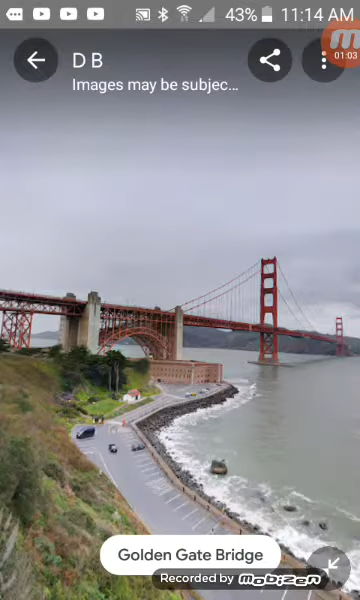 43% 11:14 AM
D B
Images may be subjec...
01:03
Golden Gate Bridge
Recorded by mobizen